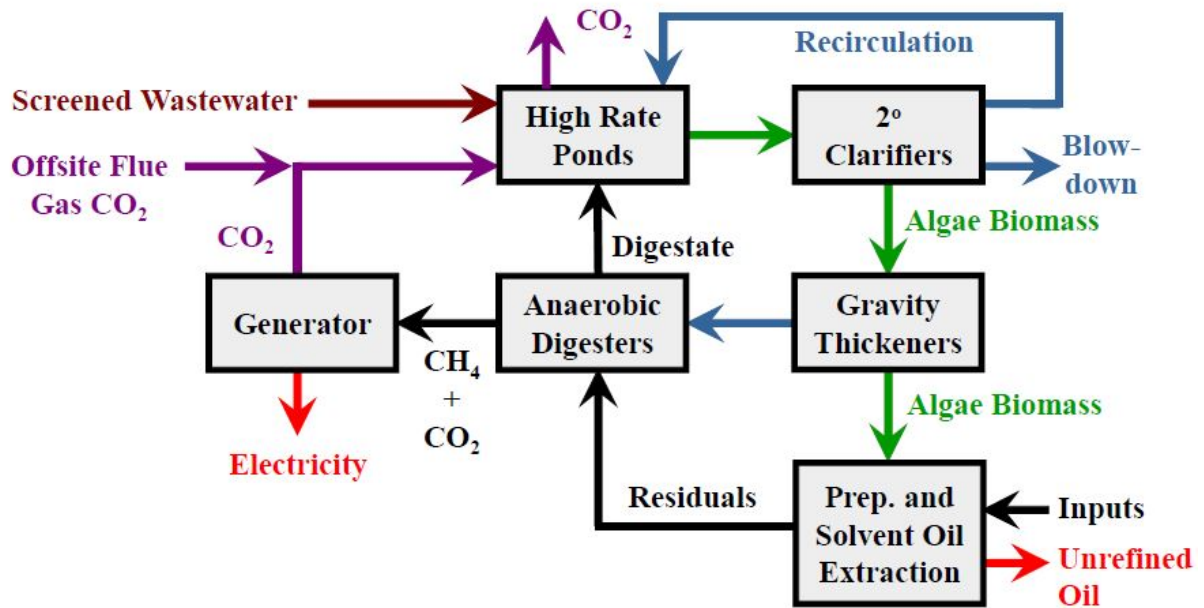 CO₂
Recirculation
Screened Wastewater
High Rate
Ponds
2º
Clarifiers
Offsite Flue
Gas CO₂
Blow-
down
CO₂
Digestate
Algae Biomass
Generator
Anaerobic
Digesters
Gravity
Thickeners
CH₄
+
CO₂
Algae Biomass
Electricity
Residuals
Prep. and
Solvent Oil
Extraction
Inputs
Unrefined
Oil